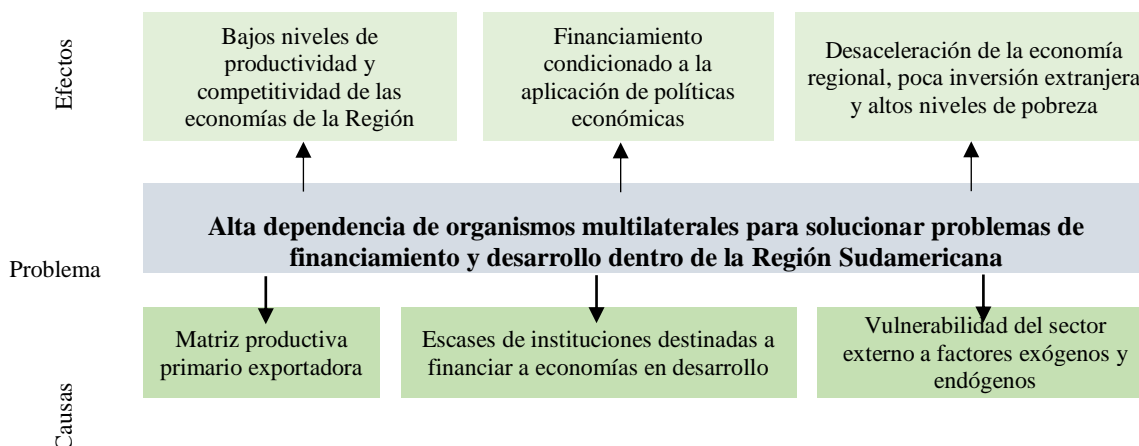 Efectos
Bajos niveles de
productividad y
competitividad de las
economías de la Región
Financiamiento
condicionado a la
aplicación de políticas
económicas
Desaceleración de la economía
regional, poca inversión extranjera
y altos niveles de pobreza
Problema
Alta dependencia de organismos multilaterales para solucionar problemas de
financiamiento y desarrollo dentro de la Región Sudamericana
Causas
Matriz productiva
primario exportadora
Escases de instituciones destinadas a
financiar a economías en desarrollo
Vulnerabilidad del sector
externo a factores exógenos y
endógenos